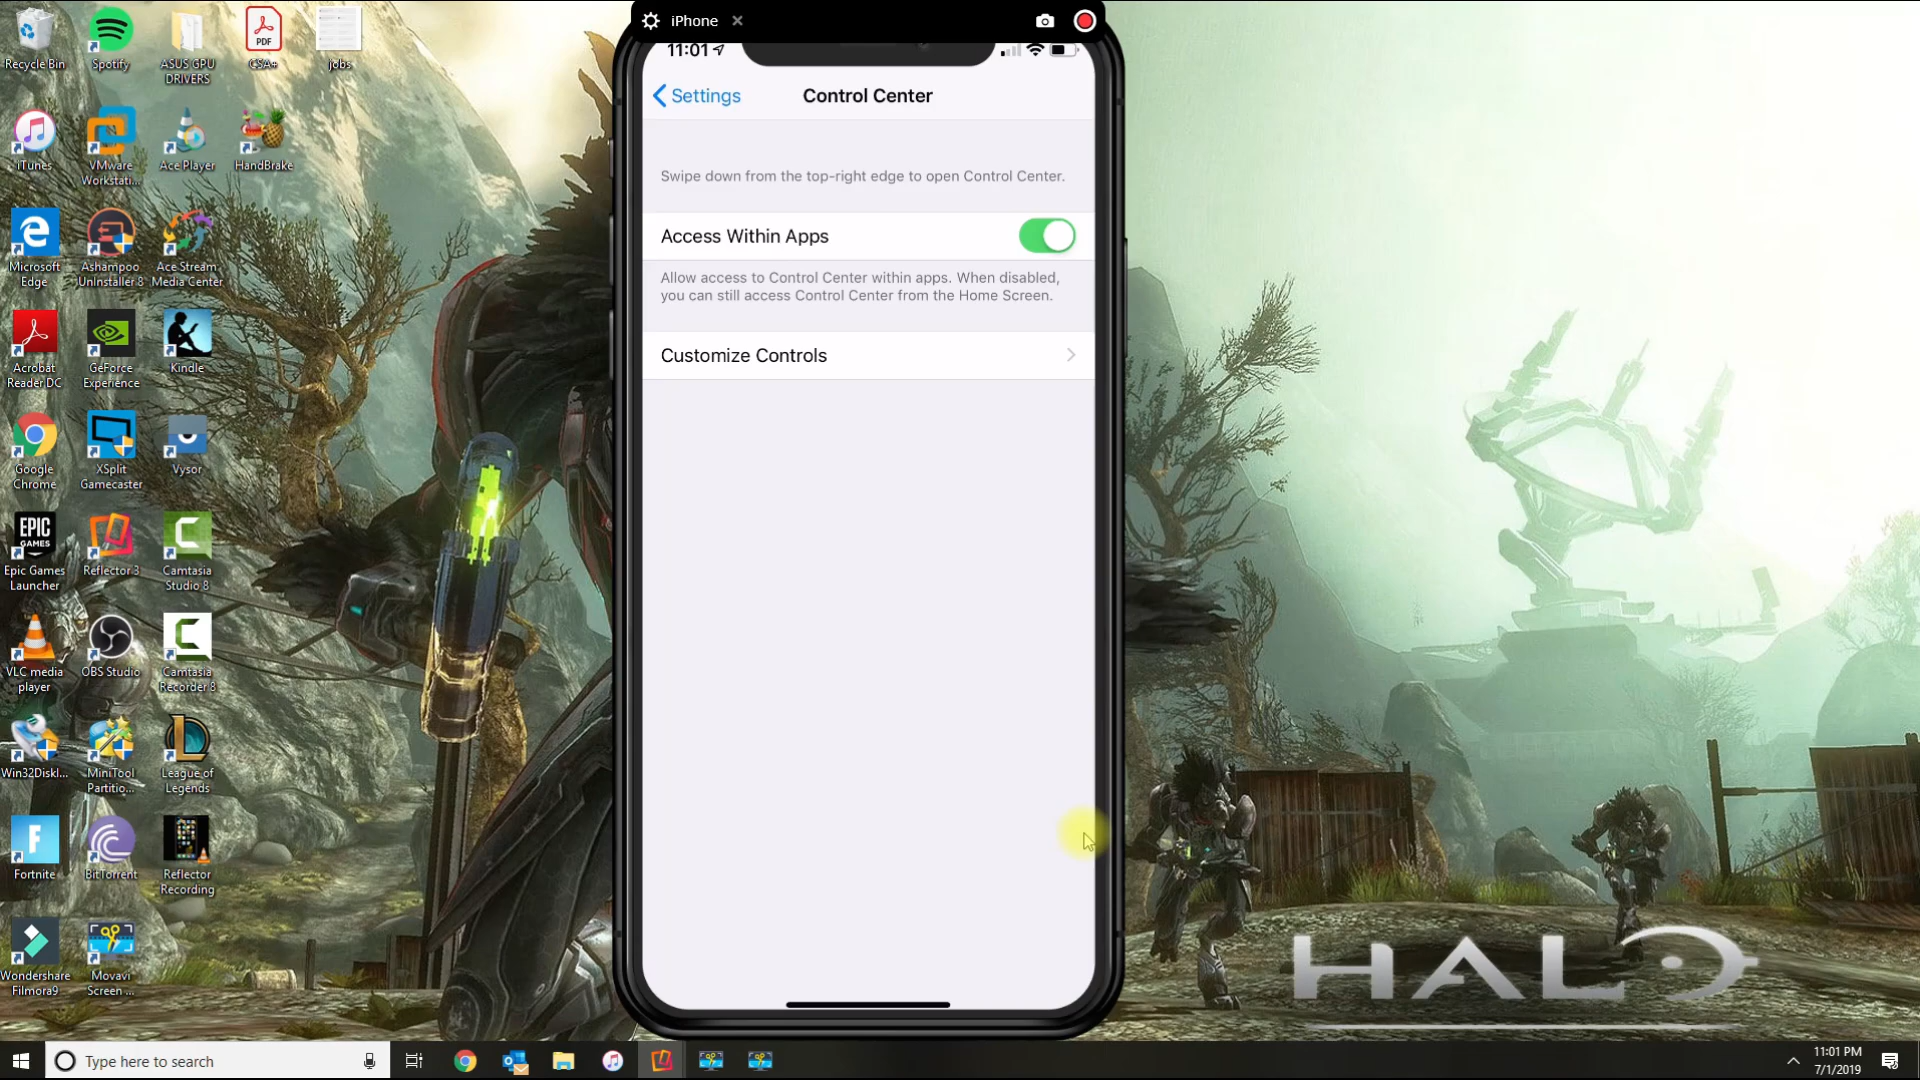 iPhone
11:01
Settings
Control Center
Swipe down from the top-right edge to open Control Center.
Access Within Apps
Allow access to Control Center within apps. When disabled,
you can still access Control Center from the Home Screen.
Customize Controls
Recycle Bin
Spotify
ASUS GPU
DRIVERS
PDF
CSA+
jobs
iTunes
VMware
Workstati...
Ace Player
HandBrake
Microsoft
Edge
Ashampoo
UnInstaller 8
Ace Stream
Media Center
Acrobat
Reader DC
GeForce
Experience
Kindle
Google
Chrome
XSplit
Gamecaster
Vysor
EPIC
GAMES
Epic Games
Launcher
Reflector 3
Camtasia
Studio 8
VLC media
player
OBS Studio
Camtasia
Recorder 8
Win32DiskI...
MiniTool
Partitio...
League of
Legends
Fortnite
BitTorrent
Reflector
Recording
Wondershare
Filmora9
Movavi
Screen ...
HALO
Type here to search
11:01 PM
7/1/2019